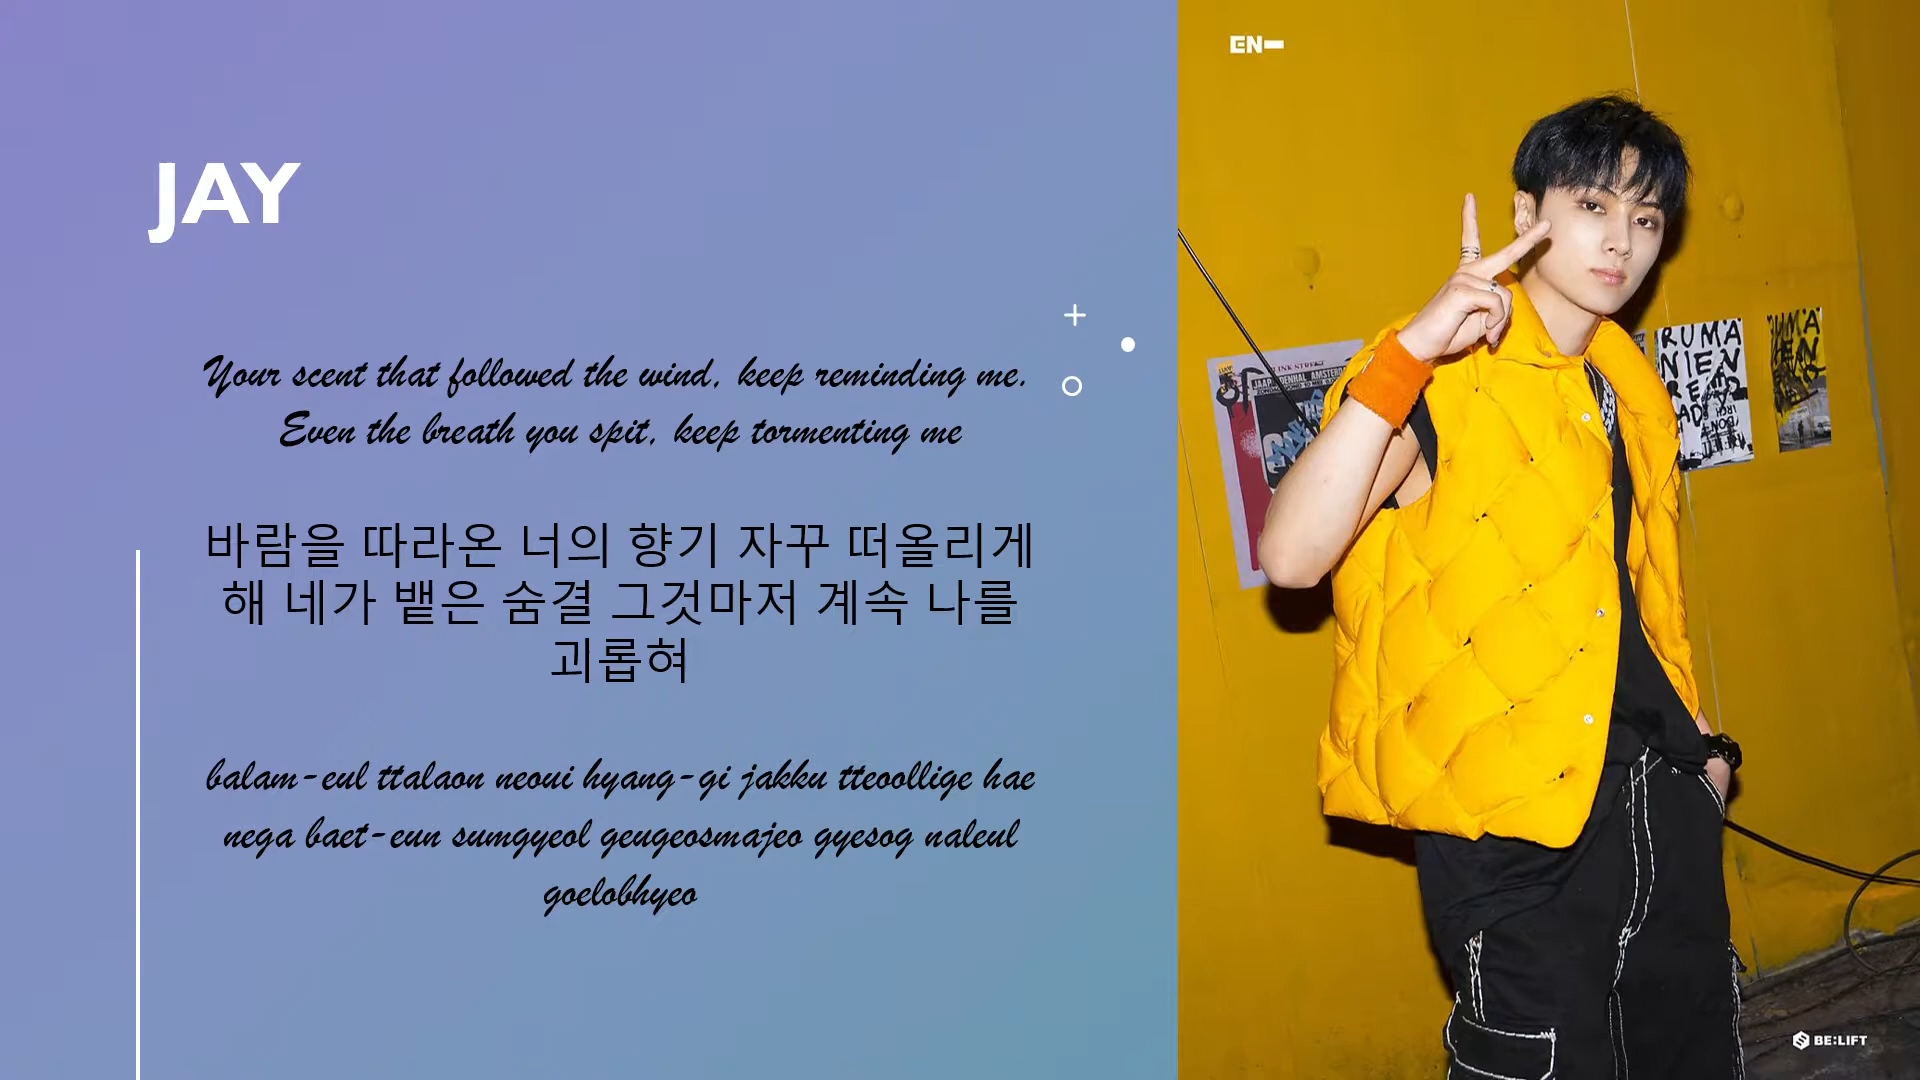 JAY
Your scent that followed the wind, keep reminding me.
Even the breath you spit, keep tormenting me
바람을 따라온 너의 향기 자꾸 떠올리게
해 네가 뱉은 숨결 그것마저 계속 나를
괴롭혀
balam-eul ttalaon neoui hyang-gi jakku tteoollige hae
nega baet-eun sumgyeol geugeosmajeo gyesog naleul
goelobhyeo
EN-
RUMA
NIEN
READ
BE:LIFT